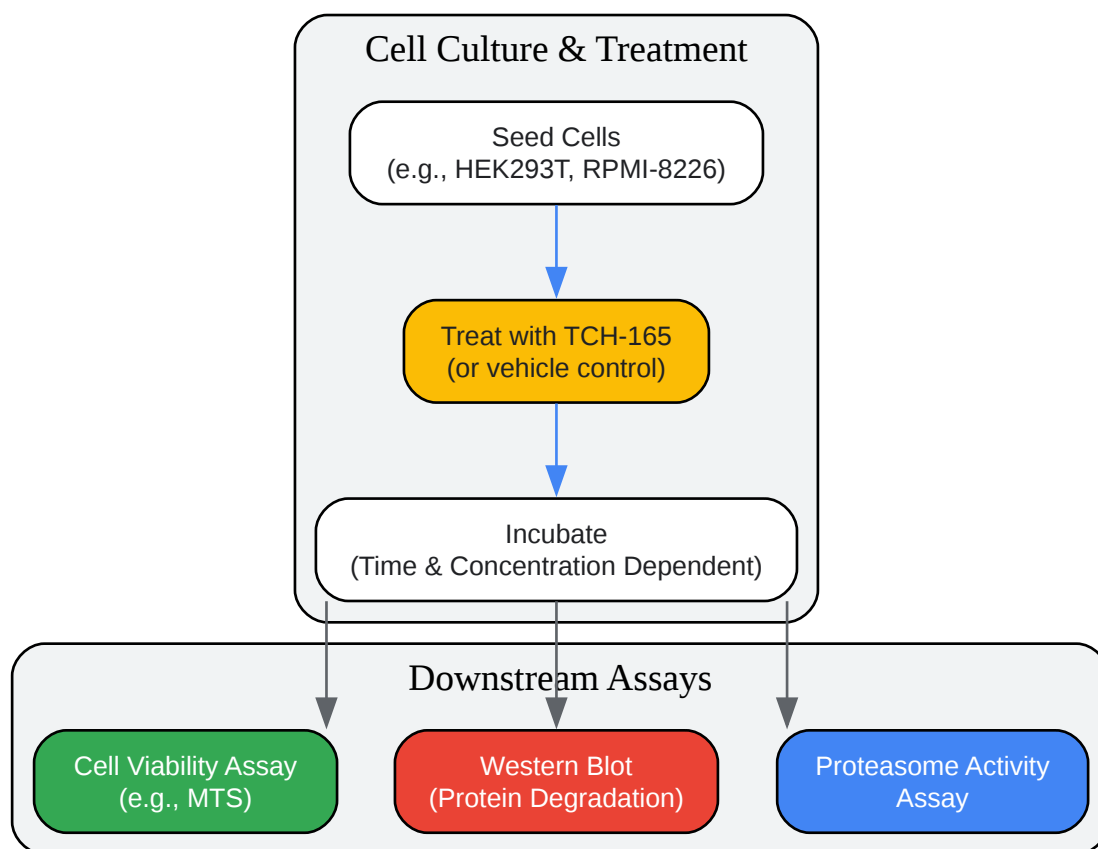 Cell Culture & Treatment
Seed Cells
(e.g., HEK293T, RPMI-8226)
Treat with TCH-165
(or vehicle control)
Incubate
(Time & Concentration Dependent)
Downstream Assays
Cell Viability Assay
(e.g., MTS)
Western Blot
(Protein Degradation)
Proteasome Activity
Assay